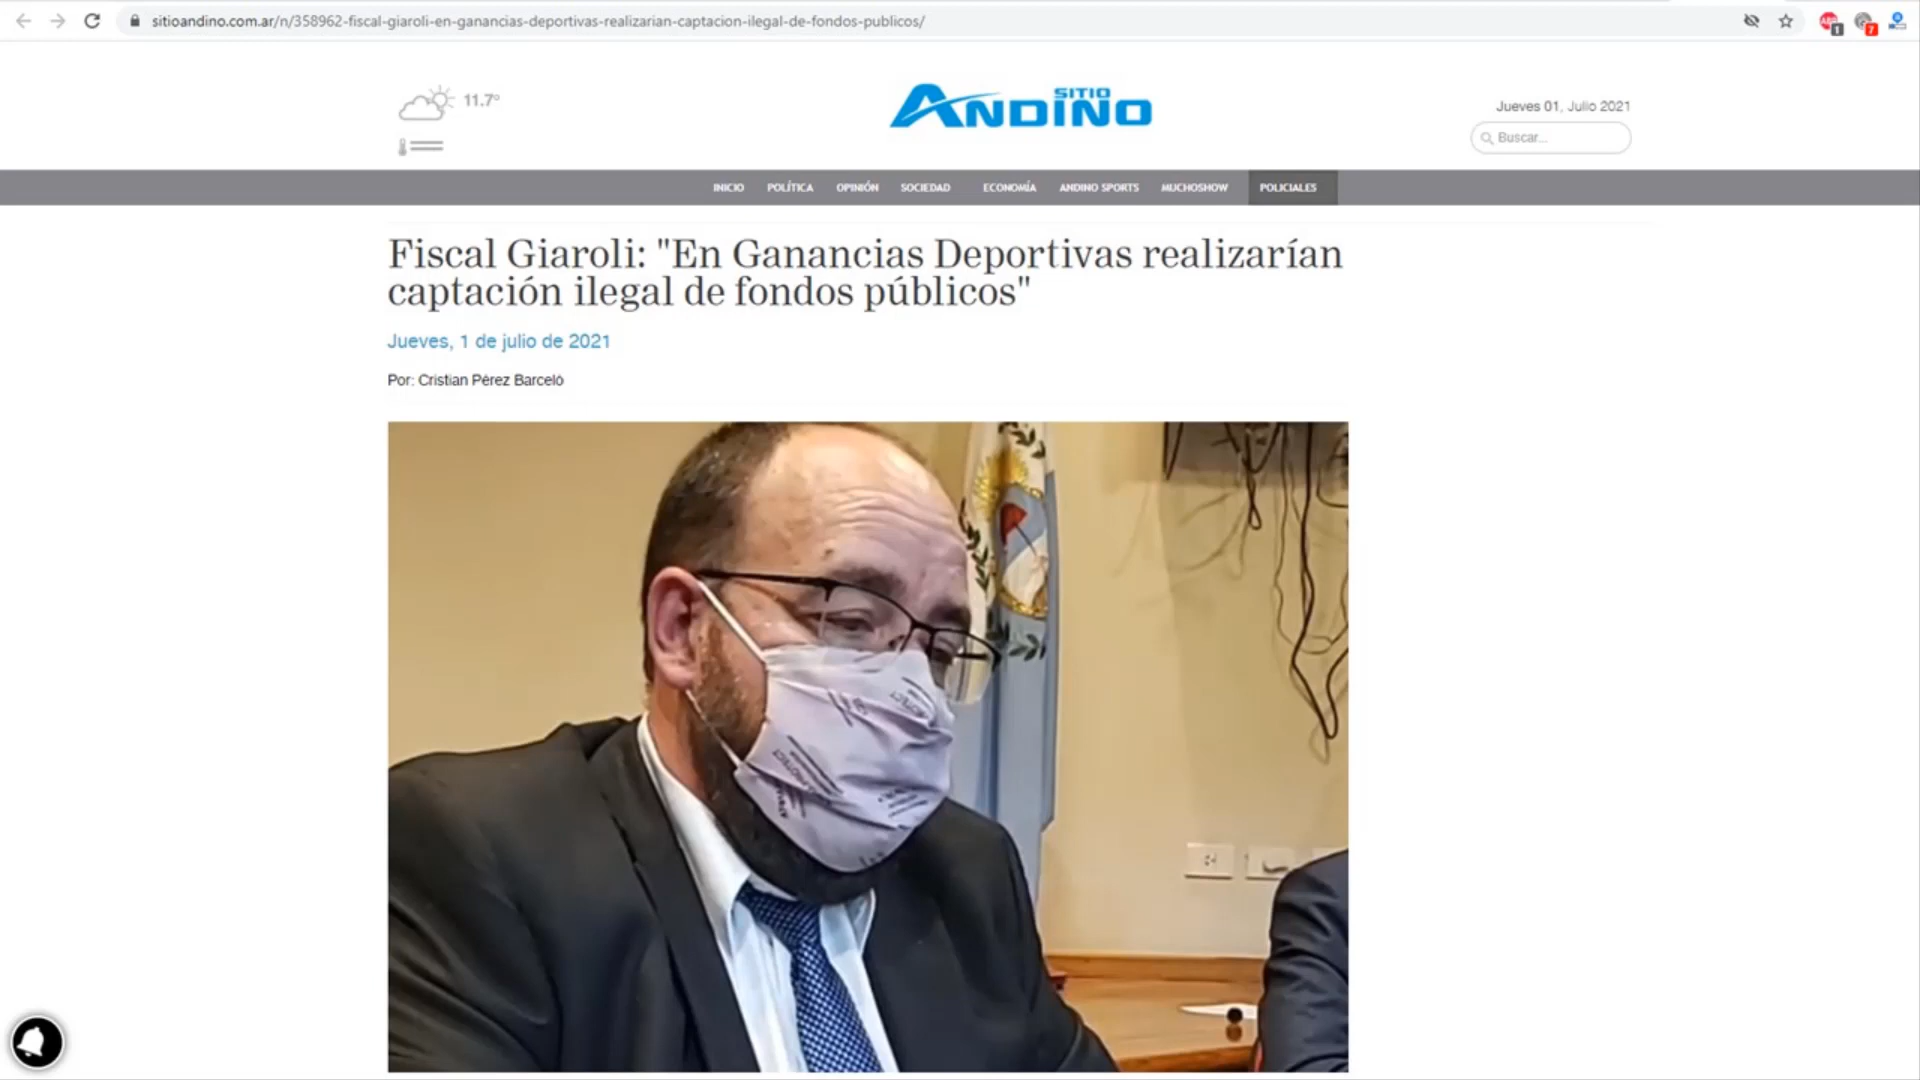 sitioandino.com.ar/n/358962-fiscal-giaroli-en-ganancias-deportivas-realizarian-captacion-ilegal-de-fondos-publicos/
1
7
11.7º
SITIO
ANDINO
Jueves 01, Julio 2021
Buscar...
INICIO POLÍTICA OPINIÓN SOCIEDAD ECONOMÍA ANDINO SPORTS MUCHOSHOW POLICIALES
Fiscal Giaroli: "En Ganancias Deportivas realizarían
captación ilegal de fondos públicos"
Jueves, 1 de julio de 2021
Por: Cristian Pérez Barceló